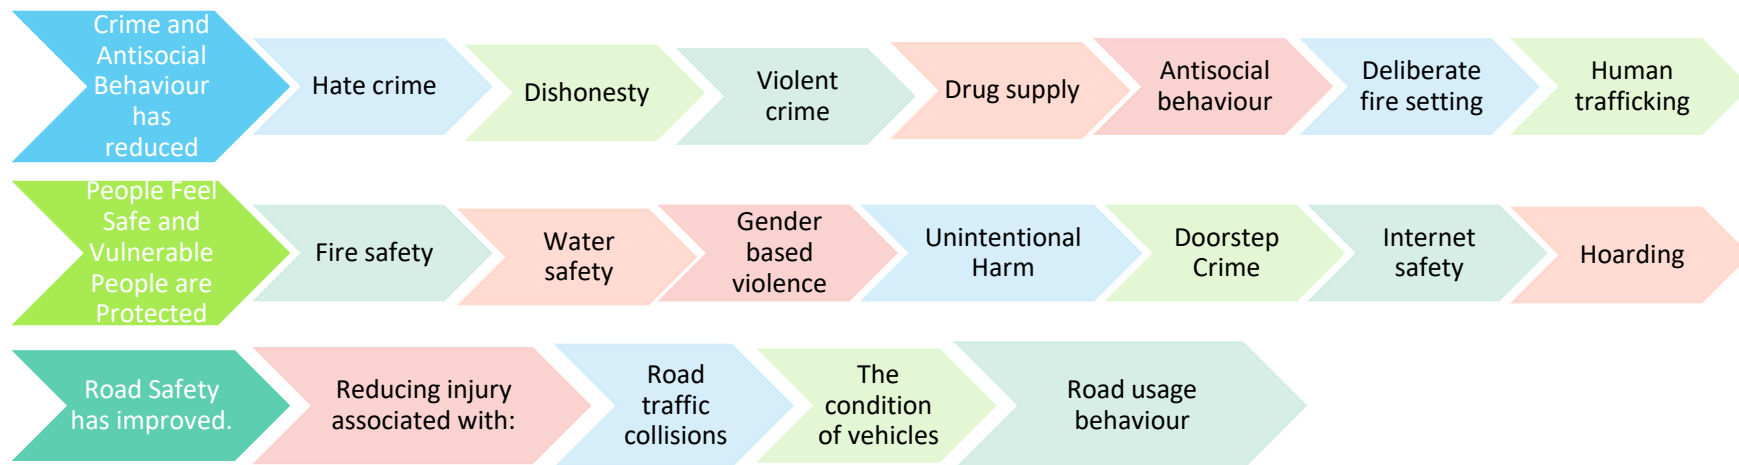 Crime and
Antisocial
Behaviour
has
reduced
Hate crime
Dishonesty
Violent
crime
Drug supply
Antisocial
behaviour
Deliberate
fire setting
Human
trafficking
People Feel
Safe and
Vulnerable
People are
Protected
Fire safety
Water
safety
Gender
based
violence
Unintentional
Harm
Doorstep
Crime
Internet
safety
Hoarding
Road Safety
has improved.
Reducing injury
associated with:
Road
traffic
collisions
The
condition
of vehicles
Road usage
behaviour